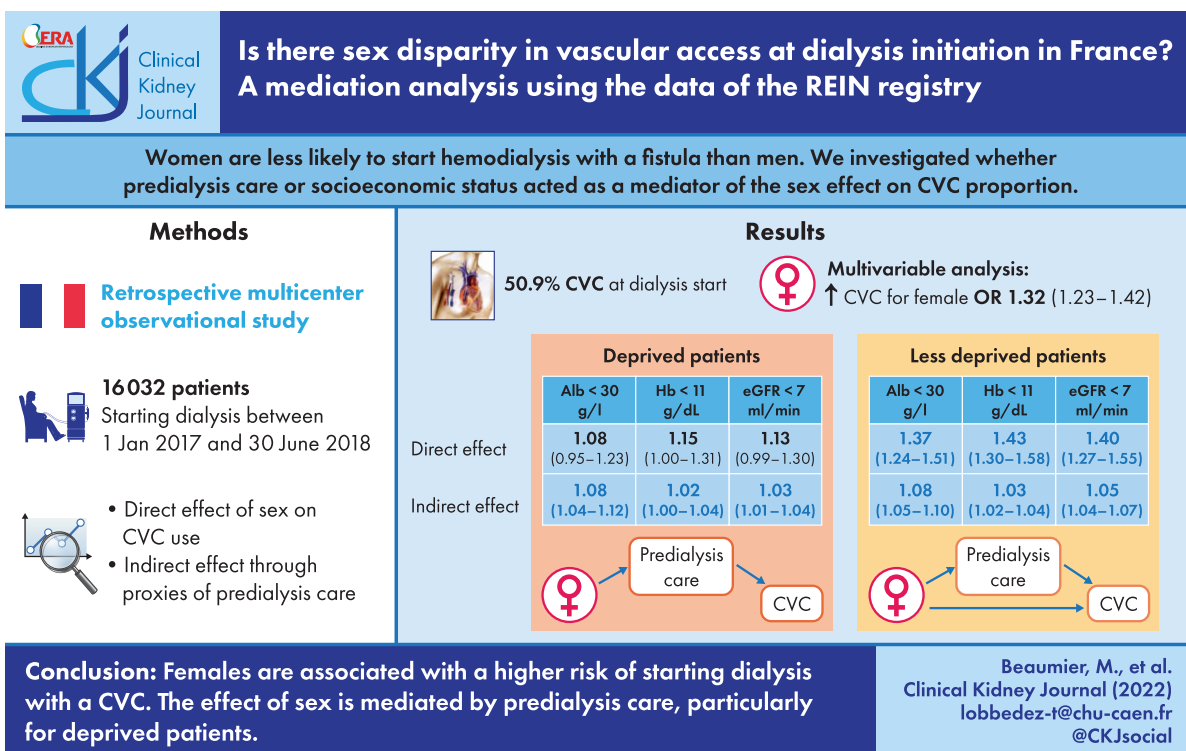 ERA
CKJ
Clinical
Kidney
Journal
Is there sex disparity in vascular access at dialysis initiation in France?
A mediation analysis using the data of the REIN registry
Women are less likely to start hemodialysis with a fistula than men. We investigated whether
predialysis care or socioeconomic status acted as a mediator of the sex effect on CVC proportion.
Methods
Retrospective multicenter
observational study
16 032 patients
Starting dialysis between
1 Jan 2017 and 30 June 2018
• Direct effect of sex on
CVC use
• Indirect effect through
proxies of predialysis care
Results
50.9% CVC at dialysis start
Multivariable analysis:
↑ CVC for female OR 1.32 (1.23–1.42)
Deprived patients
Alb < 30 Hb < 11 eGFR < 7
g/l g/dL ml/min
Direct effect
1.08 1.15 1.13
(0.95–1.23) (1.00–1.31) (0.99–1.30)
Indirect effect
1.08 1.02 1.03
(1.04–1.12) (1.00–1.04) (1.01–1.04)
Predialysis
care
CVC
Less deprived patients
Alb < 30 Hb < 11 eGFR < 7
g/l g/dL ml/min
1.37 1.43 1.40
(1.24–1.51) (1.30–1.58) (1.27–1.55)
1.08 1.03 1.05
(1.05–1.10) (1.02–1.04) (1.04–1.07)
Predialysis
care
CVC
Conclusion: Females are associated with a higher risk of starting dialysis
with a CVC. The effect of sex is mediated by predialysis care, particularly
for deprived patients.
Beaumier, M., et al.
Clinical Kidney Journal (2022)
lobbedez-t@chu-caen.fr
@CKJsocial